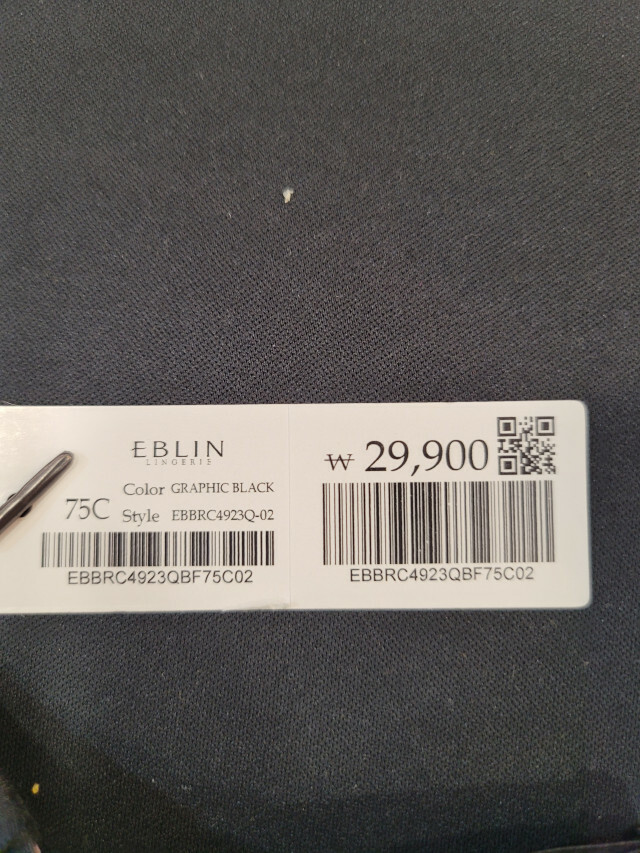 EBLIN
LINGERIE
75C
Color GRAPHIC BLACK
Style EBBRC4923Q-02
EBBRC4923QBF75C02
₩ 29,900
EBBRC4923QBF75C02